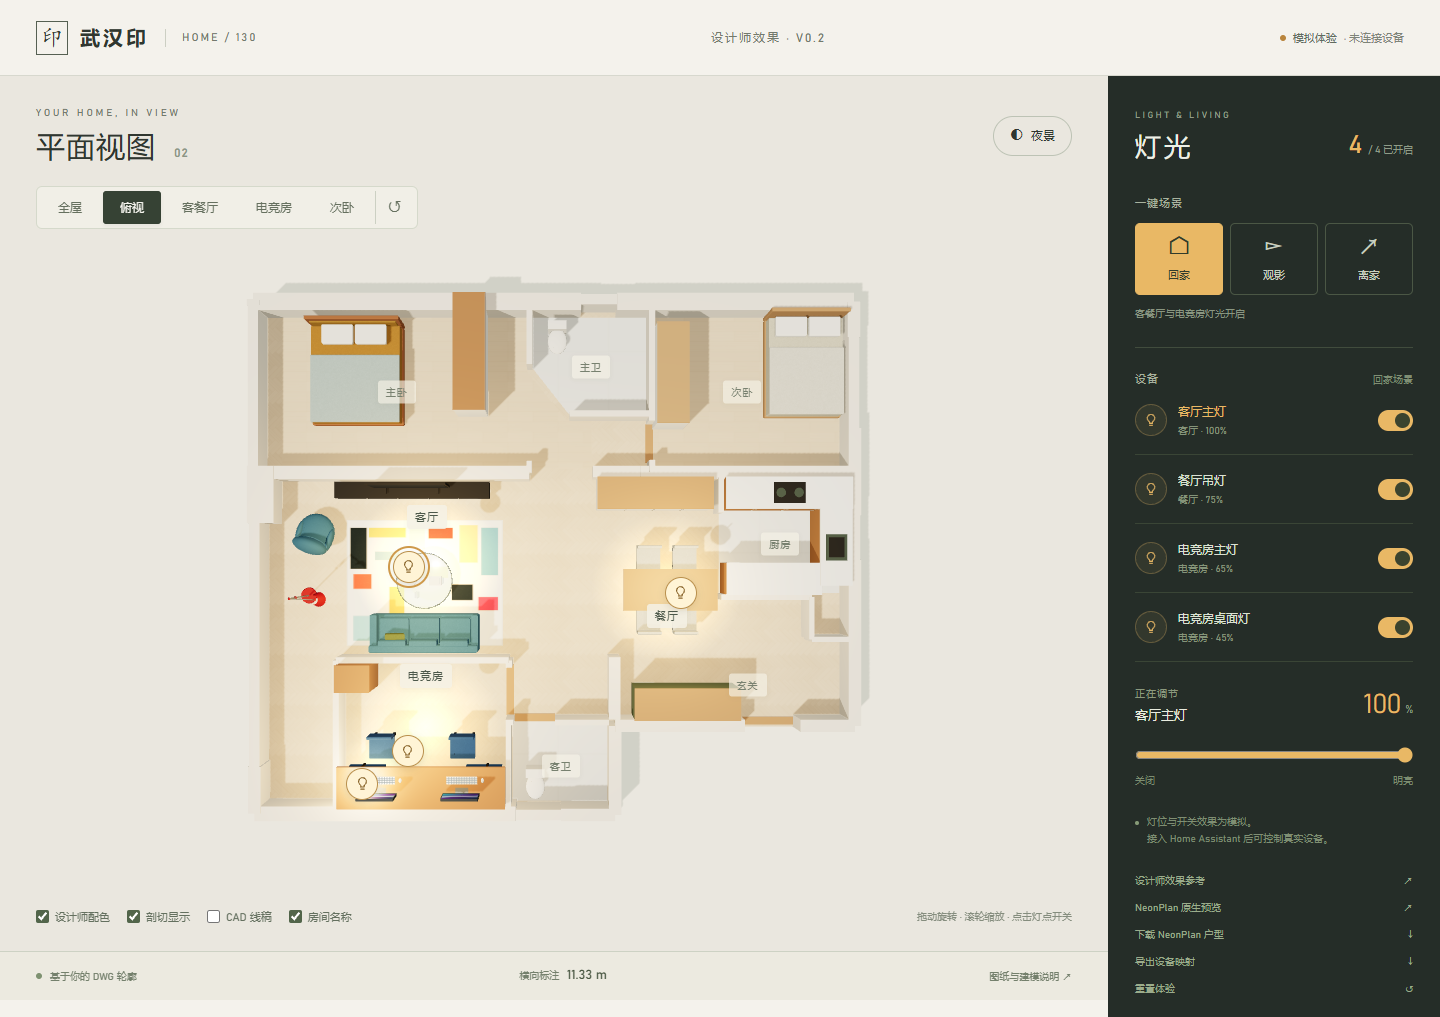 印 武汉印 HOME / 130
设计师效果 · V0.2
模拟体验 · 未连接设备
YOUR HOME, IN VIEW
平面视图 02
夜景
全屋 俯视 客餐厅 电竞房 次卧 ↺
主卧
主卫
次卧
客厅
厨房
餐厅
电竞房
玄关
客卫
设计师配色 剖切显示 CAD 线稿 房间名称
拖动旋转 · 滚轮缩放 · 点击灯点开关
基于你的 DWG 轮廓
横向标注 11.33 m
图纸与建模说明 ↗
LIGHT & LIVING
灯光 4 / 4 已开启
一键场景
回家 观影 离家
客餐厅与电竞房灯光开启
设备 回家场景
客厅主灯
客厅 · 100%
餐厅吊灯
餐厅 · 75%
电竞房主灯
电竞房 · 65%
电竞房桌面灯
电竞房 · 45%
正在调节
客厅主灯 100 %
关闭 明亮
灯位与开关效果为模拟。
接入 Home Assistant 后可控制真实设备。
设计师效果参考 ↗
NeonPlan 原生预览 ↗
下载 NeonPlan 户型 ↓
导出设备映射 ↓
重置体验 ↺